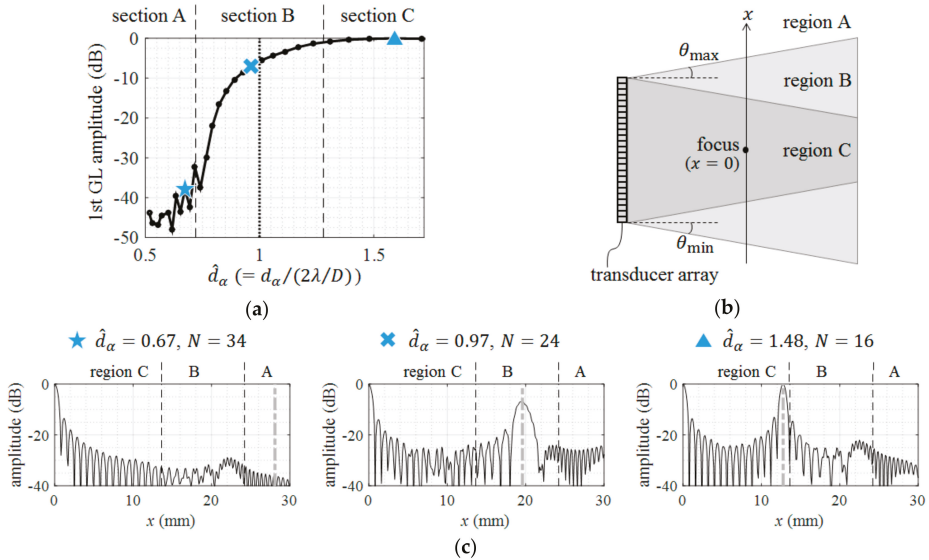 section A section B section C
0
-10
-20
-30
-40
-50
1st GL amplitude (dB)
0.5 1 1.5
d̂α (= dα/(2λ/D))
(a)
x
region A
θmax
region B
focus
(x = 0)
region C
θmin
transducer array
(b)
d̂α = 0.67, N = 34
d̂α = 0.97, N = 24
d̂α = 1.48, N = 16
region C B A
0
-20
-40
amplitude (dB)
0 10 20 30
x (mm)
region C B A
0
-20
-40
amplitude (dB)
0 10 20 30
x (mm)
region C B A
0
-20
-40
amplitude (dB)
0 10 20 30
x (mm)
(c)